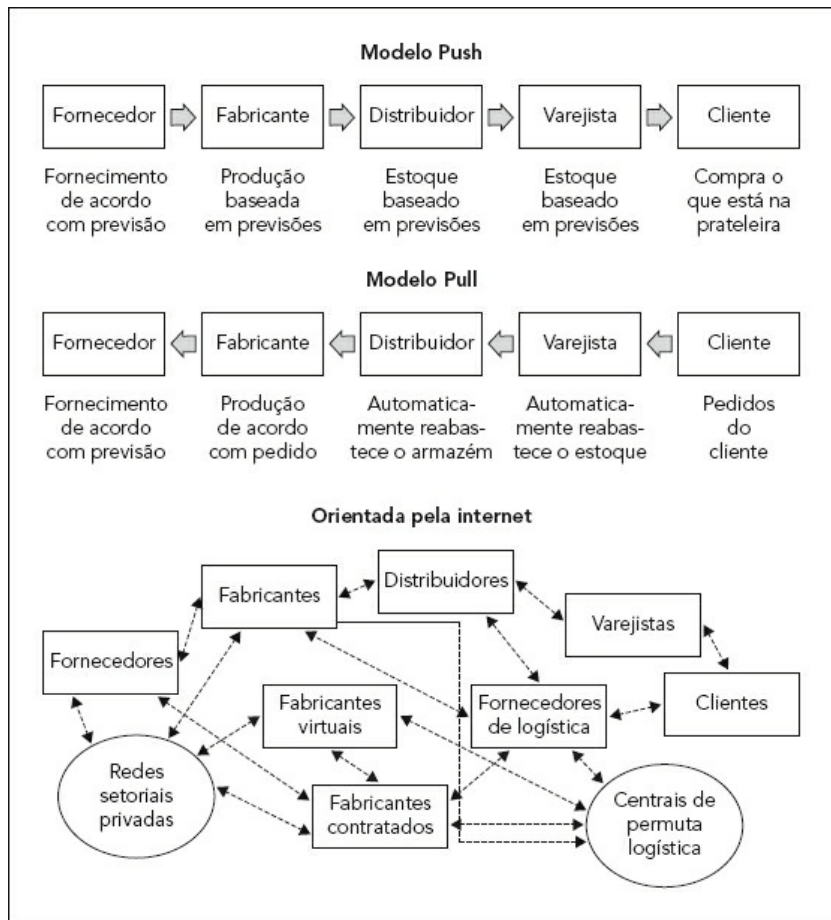 Modelo Push
Fornecedor
Fabricante
Distribuidor
Varejista
Cliente
Fornecimento
de acordo
com previsão
Produção
baseada
em previsões
Estoque
baseado
em previsões
Estoque
baseado
em previsões
Compra o
que está na
prateleira
Modelo Pull
Fornecedor
Fabricante
Distribuidor
Varejista
Cliente
Fornecimento
de acordo
com previsão
Produção
de acordo
com pedido
Automatica-
mente reabas-
tece o armazém
Automatica-
mente reabas-
tece o estoque
Pedidos
do
cliente
Orientada pela internet
Fabricantes
Distribuidores
Varejistas
Fornecedores
Fabricantes
virtuais
Fornecedores
de logística
Clientes
Redes
setoriais
privadas
Fabricantes
contratados
Centrais de
permuta
logística